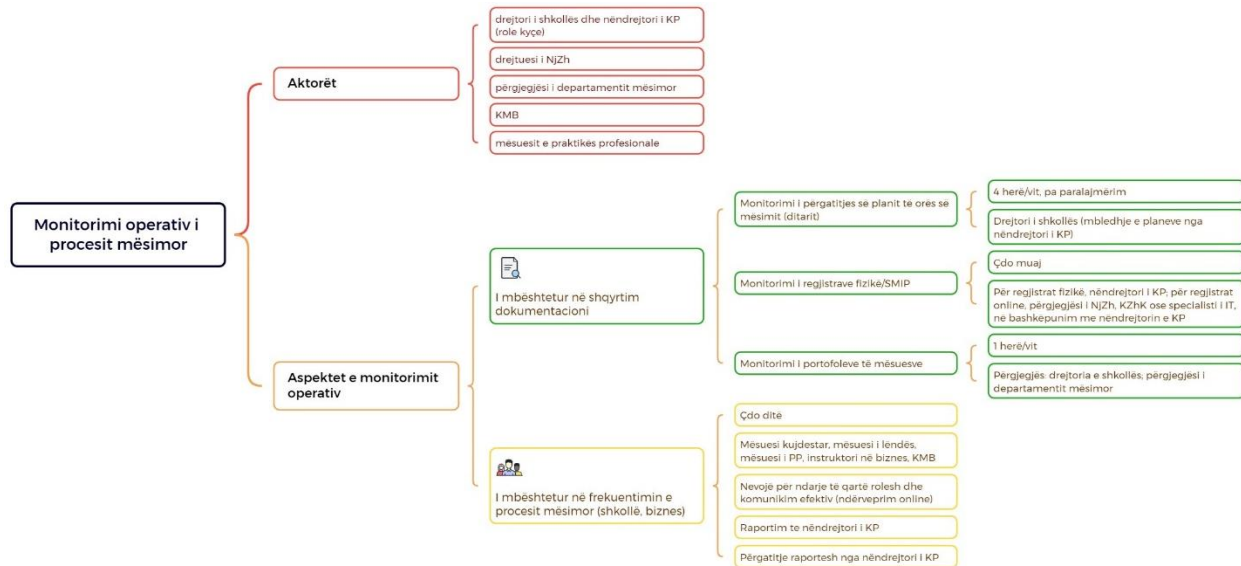 Monitorimi operativ i
procesit mësimor
Aktorët
drejtori i shkollës dhe nëndrejtori i KP
(role kyçe)
drejtuesi i NjZh
përgjegjësi i departamentit mësimor
KMB
mësuesit e praktikës profesionale
Aspektet e monitorimit
operativ
I mbështetur në shqyrtim
dokumentacioni
Monitorimi i përgatitjes së planit të orës së
mësimit (ditarit)
4 herë/vit, pa paralajmërim
Drejtori i shkollës (mbledhje e planeve nga
nëndrejtori i KP)
Monitorimi i regjistrave fizikë/SMIP
Çdo muaj
Për regjistrat fizikë, nëndrejtori i KP; për regjistrat
online, përgjegjësi i NjZh, KZhK ose specialisti i IT,
në bashkëpunim me nëndrejtorin e KP
Monitorimi i portofoleve të mësuesve
1 herë/vit
Përgjegjës: drejtoria e shkollës; përgjegjësi i
departamentit mësimor
I mbështetur në frekuentimin e
procesit mësimor (shkollë, biznes)
Çdo ditë
Mësuesi kujdestar, mësuesi i lëndës,
mësuesi i PP, instruktori në biznes, KMB
Nevojë për ndarje të qartë rolesh dhe
komunikim efektiv (ndërveprim online)
Raportim te nëndrejtori i KP
Përgatitje raportesh nga nëndrejtori i KP